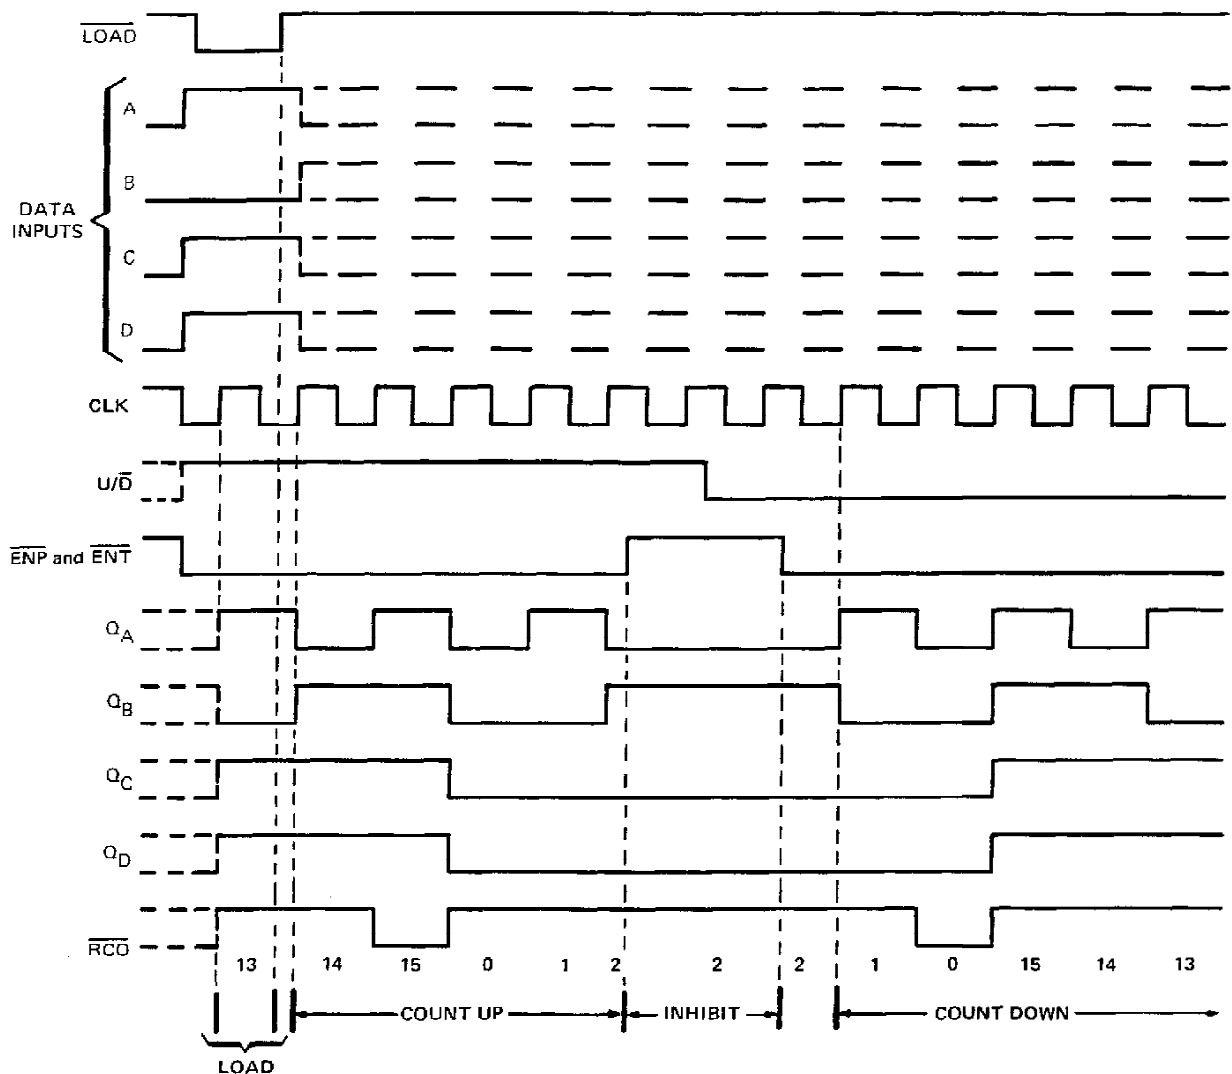 LOAD
A
B
DATA INPUTS
C
D
CLK
U/D̅
ENP and ENT
QA
QB
QC
QD
RCO
13 14 15 0 1 2 2 2 1 0 15 14 13
COUNT UP INHIBIT COUNT DOWN
LOAD